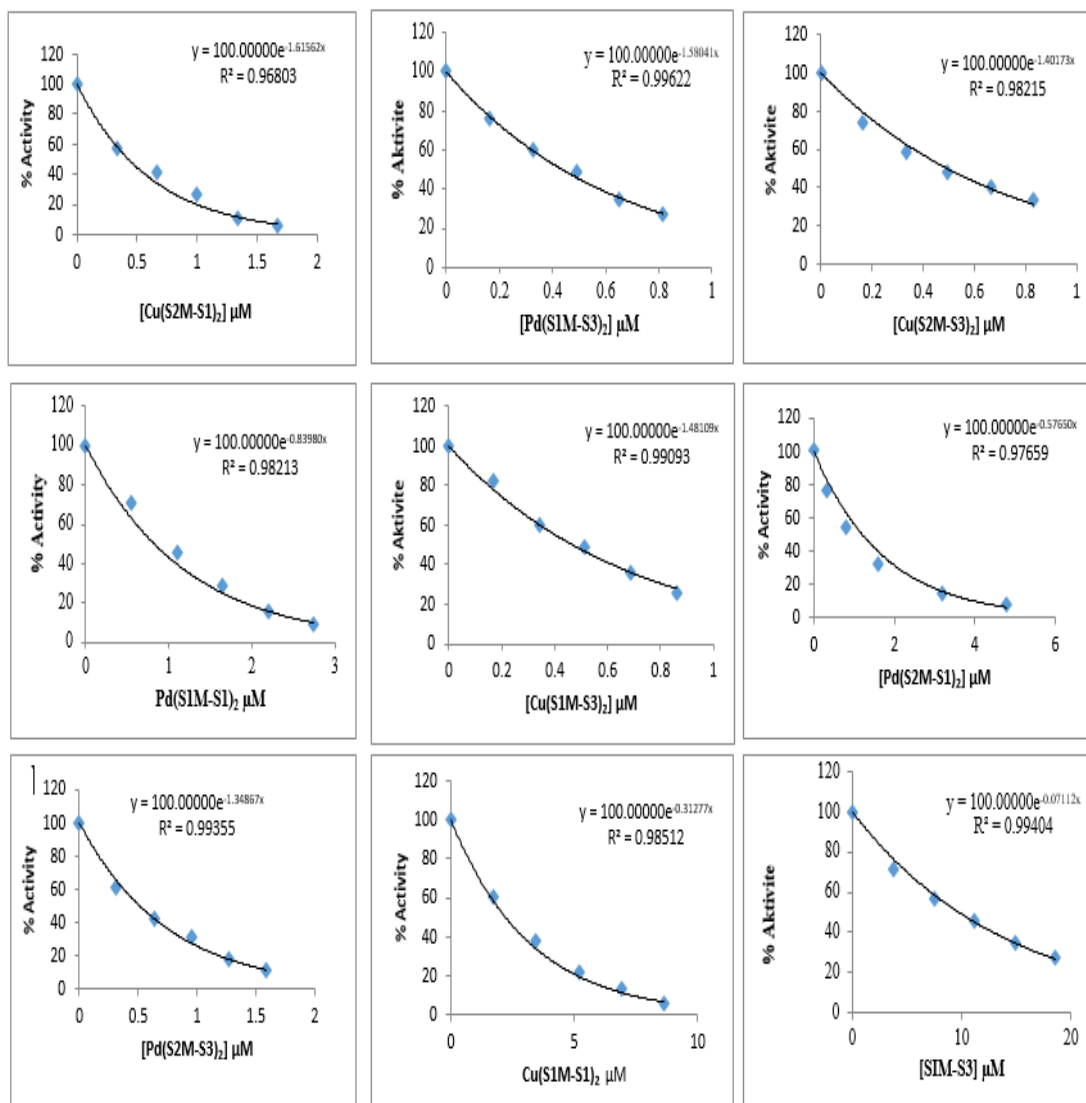 y = 100.00000e^-1.61562x
R² = 0.96803
% Activity
120
100
80
60
40
20
0
0 0.5 1 1.5 2
[Cu(S2M-S1)₂] µM
y = 100.00000e^-1.58041x
R² = 0.99622
% Aktivite
120
100
80
60
40
20
0
0 0.2 0.4 0.6 0.8 1
[Pd(S1M-S3)₂] µM
y = 100.00000e^-1.40173x
R² = 0.98215
% Aktivite
120
100
80
60
40
20
0
0 0.2 0.4 0.6 0.8 1
[Cu(S2M-S3)₂] µM
y = 100.00000e^-0.83980x
R² = 0.98213
% Activity
120
100
80
60
40
20
0
0 1 2 3
Pd(S1M-S1)₂ µM
y = 100.00000e^-1.48109x
R² = 0.99093
% Aktivite
120
100
80
60
40
20
0
0 0.2 0.4 0.6 0.8 1
[Cu(S1M-S3)₂] µM
y = 100.00000e^-0.57650x
R² = 0.97659
% Activity
120
100
80
60
40
20
0
0 2 4 6
[Pd(S2M-S1)₂] µM
y = 100.00000e^-1.34867x
R² = 0.99355
% Activity
120
100
80
60
40
20
0
0 0.5 1 1.5 2
[Pd(S2M-S3)₂] µM
y = 100.00000e^-0.31277x
R² = 0.98512
% Activity
120
100
80
60
40
20
0
0 5 10
Cu(S1M-S1)₂ µM
y = 100.00000e^-0.07112x
R² = 0.99404
% Aktivite
120
100
80
60
40
20
0
0 10 20
[SIM-S3] µM